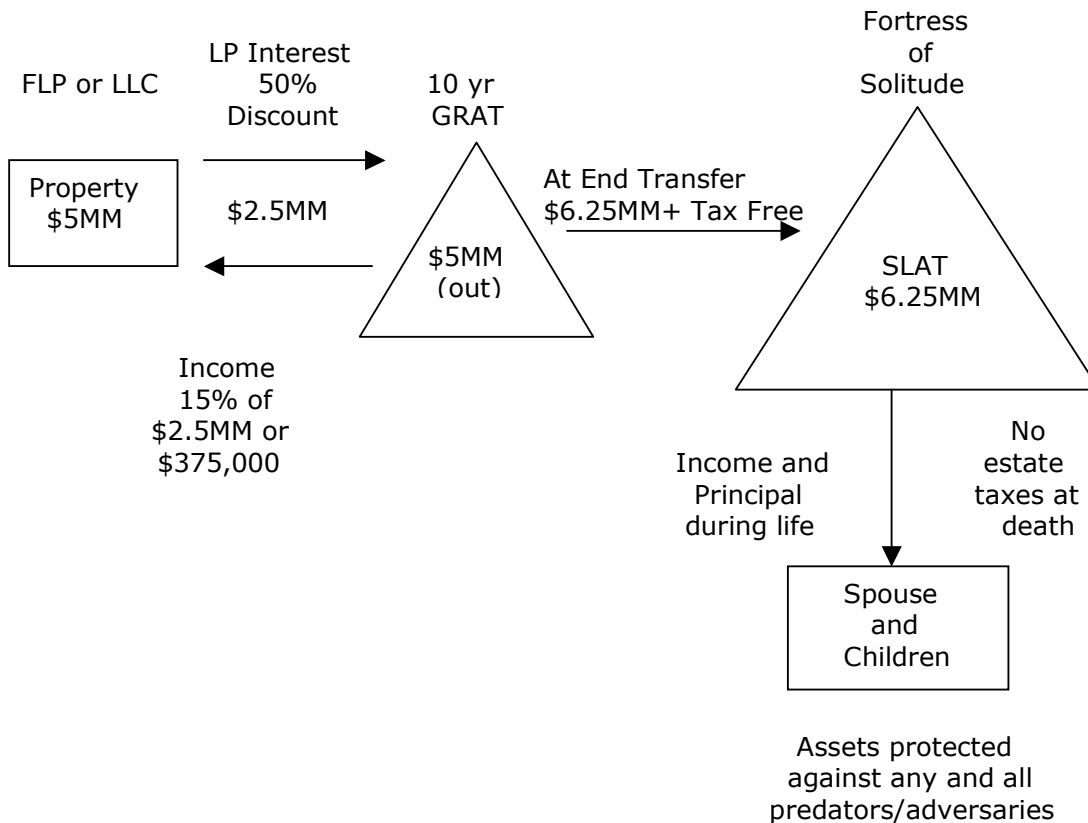 FLP or LLC
LP Interest
50%
Discount
10 yr
GRAT
Fortress
of
Solitude
Property
$5MM
$2.5MM
$5MM
(out)
At End Transfer
$6.25MM+ Tax Free
SLAT
$6.25MM
Income
15% of
$2.5MM or
$375,000
Income and
Principal
during life
No
estate
taxes at
death
Spouse
and
Children
Assets protected
against any and all
predators/adversaries